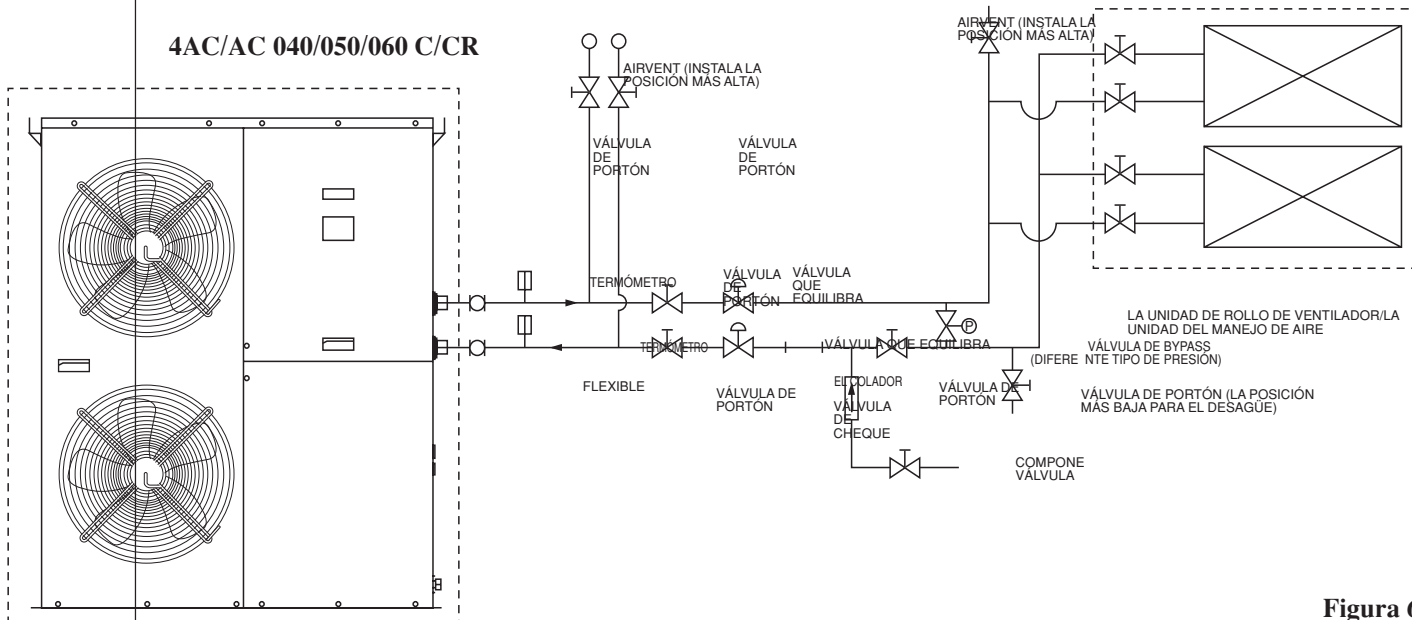 4AC/AC 040/050/060 C/CR
AIRVENT (INSTALA LA
POSICIÓN MÁS ALTA)
AIRVENT (INSTALA LA
POSICIÓN MÁS ALTA)
VÁLVULA
DE
PORTÓN
VÁLVULA
DE
PORTÓN
TERMÓMETRO
VÁLVULA
DE
PORTÓN
VÁLVULA
QUE
EQUILIBRA
P
LA UNIDAD DE ROLLO DE VENTILADOR/LA
UNIDAD DEL MANEJO DE AIRE
TERMÓMETRO
VÁLVULA QUE EQUILIBRA
VÁLVULA DE BYPASS
(DIFERE NTE TIPO DE PRESIÓN)
FLEXIBLE
VÁLVULA DE
PORTÓN
EL COLADOR
VÁLVULA
DE
CHEQUE
VÁLVULA DE
PORTÓN
VÁLVULA DE PORTÓN (LA POSICIÓN
MÁS BAJA PARA EL DESAGÜE)
COMPONE
VÁLVULA
Figura 6